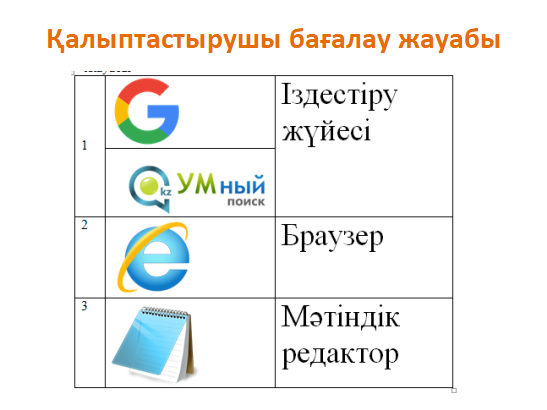 Қалыптастырушы бағалау жауабы
1
Іздестіру
жүйесі
kz УМный
поиск
2
Браузер
3
Мәтіндік
редактор